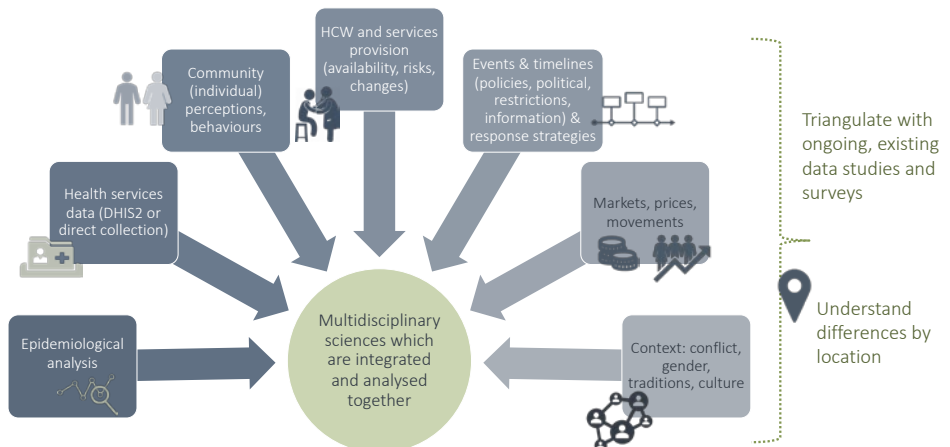 HCW and services
provision
(availability, risks,
changes)
Community
(individual)
perceptions,
behaviours
Events & timelines
(policies, political,
restrictions,
information) &
response strategies
Health services
data (DHIS2 or
direct collection)
Markets, prices,
movements
Epidemiological
analysis
Multidisciplinary
sciences which
are integrated
and analysed
together
Context: conflict,
gender,
traditions, culture
Triangulate with
ongoing, existing
data studies and
surveys
Understand
differences by
location